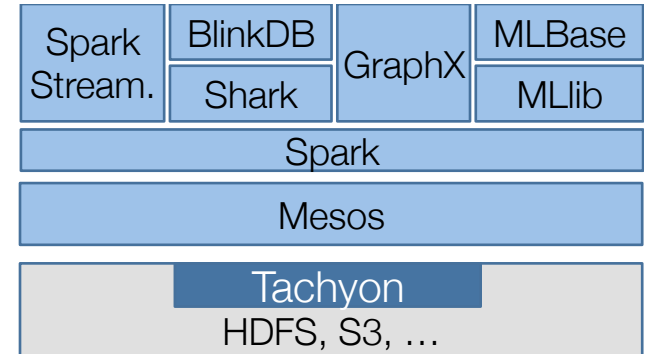 Spark
Stream.
BlinkDB
Shark
GraphX
MLBase
MLlib
Spark
Mesos
Tachyon
HDFS, S3, …